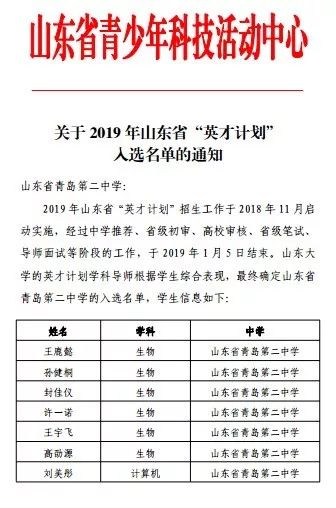 山东省青少年科技活动中心
关于 2019 年山东省“英才计划”
入选名单的通知
山东省青岛第二中学:
2019 年山东省“英才计划”招生工作于 2018 年 11 月启
动实施,经过中学推荐、省级初审、高校审核、省级笔试、
导师面试等阶段的工作,于 2019 年 1 月 5 日结束。山东大
学的英才计划学科导师根据学生综合表现,最终确定山东省
青岛第二中学的入选名单,学生信息如下:
姓名 学科 中学
王鹿懿 生物 山东省青岛第二中学
孙健桐 生物 山东省青岛第二中学
封佳仪 生物 山东省青岛第二中学
许一诺 生物 山东省青岛第二中学
王宇飞 生物 山东省青岛第二中学
高勋源 生物 山东省青岛第二中学
刘美彤 计算机 山东省青岛第二中学